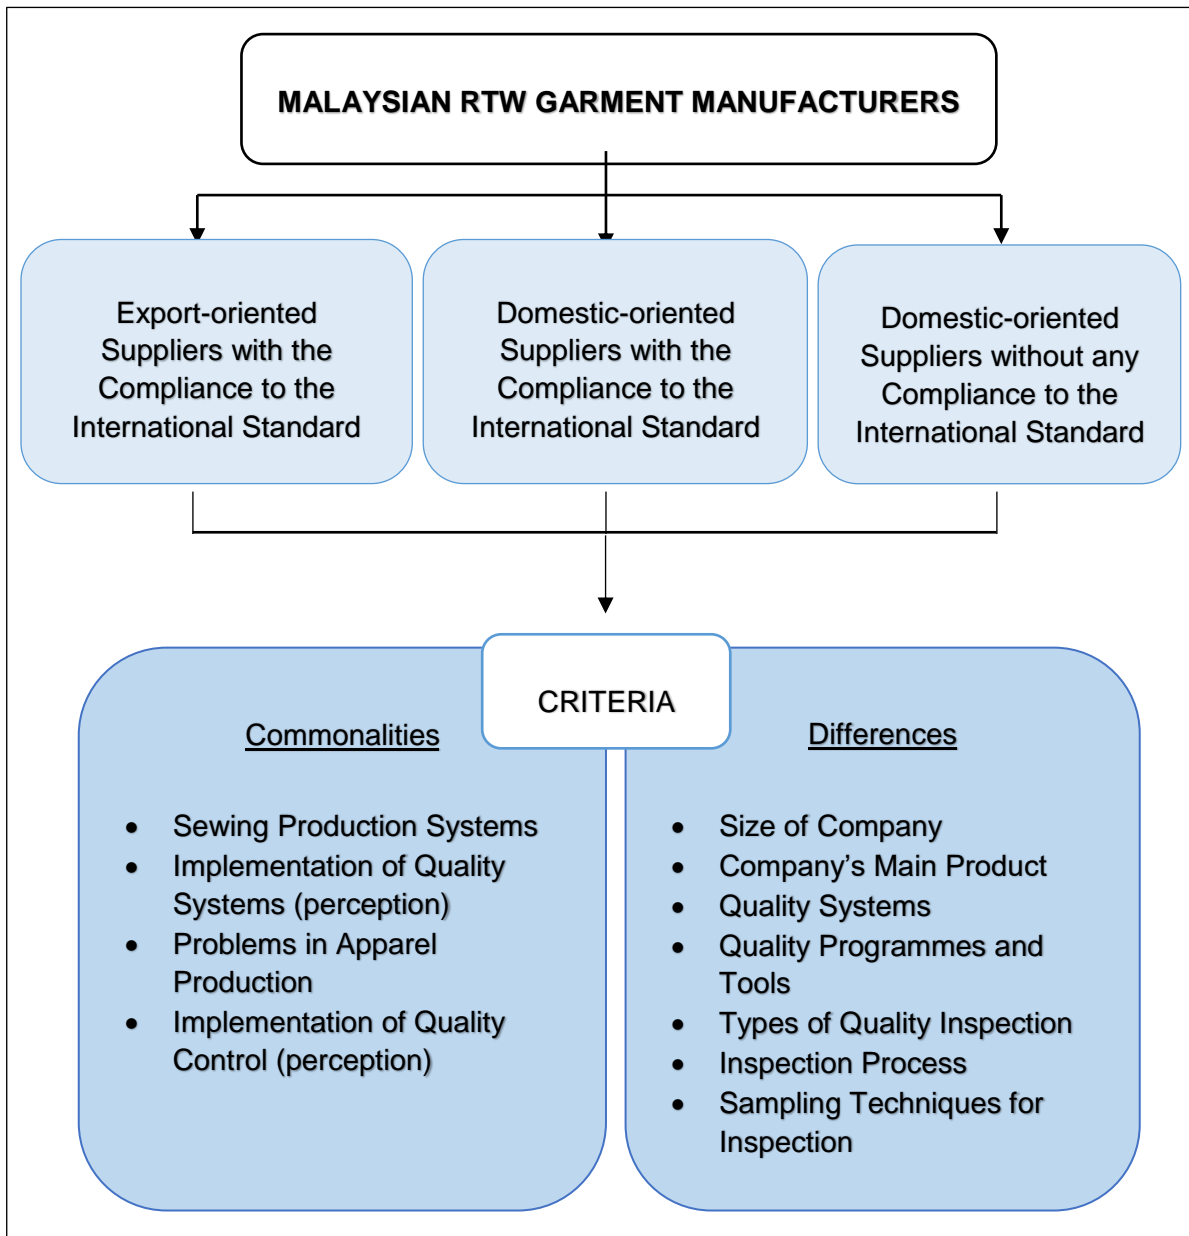 MALAYSIAN RTW GARMENT MANUFACTURERS
Export-oriented
Suppliers with the
Compliance to the
International Standard
Domestic-oriented
Suppliers with the
Compliance to the
International Standard
Domestic-oriented
Suppliers without any
Compliance to the
International Standard
CRITERIA
Commonalities
• Sewing Production Systems
• Implementation of Quality
Systems (perception)
• Problems in Apparel
Production
• Implementation of Quality
Control (perception)
Differences
• Size of Company
• Company’s Main Product
• Quality Systems
• Quality Programmes and
Tools
• Types of Quality Inspection
• Inspection Process
• Sampling Techniques for
Inspection